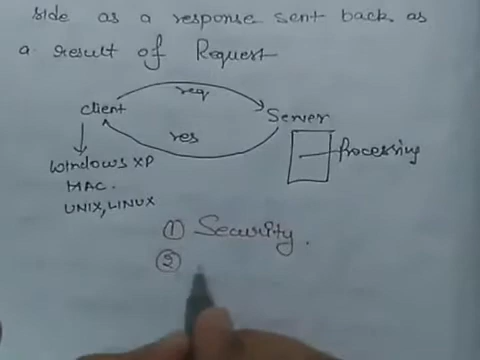 side as a response sent back as
a result of Request
req
client
Server
res
Processing
Windows XP
MAC.
UNIX, LINUX
① Security.
②